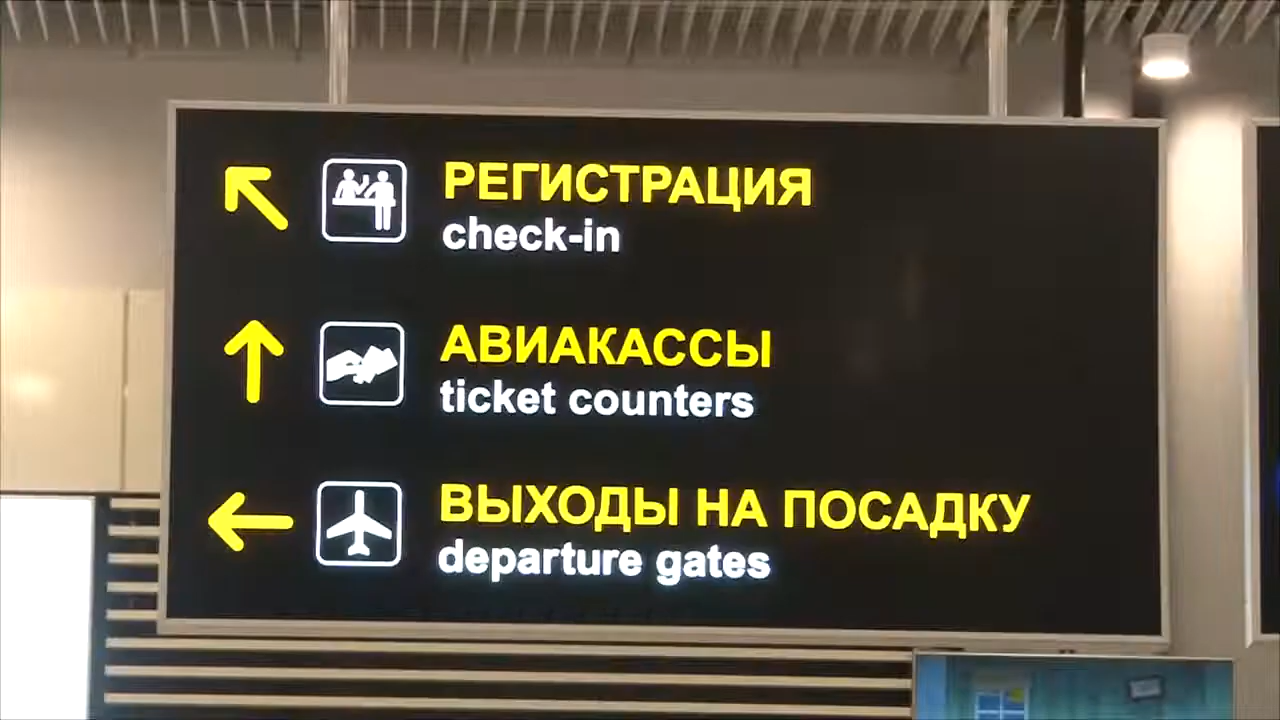 РЕГИСТРАЦИЯ
check-in
АВИАКАССЫ
ticket counters
ВЫХОДЫ НА ПОСАДКУ
departure gates